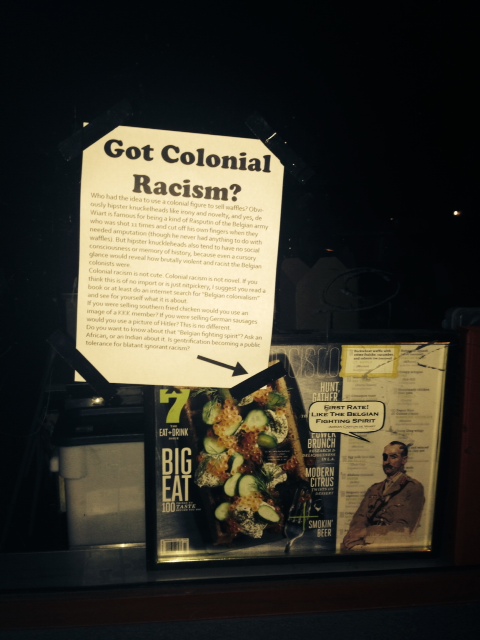 Got Colonial
Racism?
Who had the idea to use a colonial figure to sell waffles? Obvi-
ously hipster knuckleheads like irony and novelty, and yes, de
Wiart is famous for being a kind of Rasputin of the Belgian army
who was shot 11 times and cut off his own fingers when they
needed amputation (though he never had anything to do with
waffles). But hipster knuckleheads also tend to have no social
consciousness or memory of history, because even a cursory
glance would reveal how brutally violent and racist the Belgian
colonists were.
Colonial racism is not cute. Colonial racism is not novel. If you
think this is of no import or is just nitpickery, I suggest you read a
book or at least do an internet search for "Belgian colonialism"
and see for yourself what it is about.
If you were selling southern fried chicken would you use an
image of a KKK member? If you were selling German sausages
would you use a picture of Hitler? This is no different.
Do you want to know about that "Belgian fighting spirit"? Ask an
African, or an Indian about it. Is gentrification becoming a public
tolerance for blatant ignorant racism?
CISCO
7
EAT+DRINK
BIG
EAT
100
TASTE
HUNT,
GATHER
POWER
BRUNCH
MODERN
CITRUS
SMOKIN'
BEER
First Rate!
Like The Belgian
Fighting Spirit